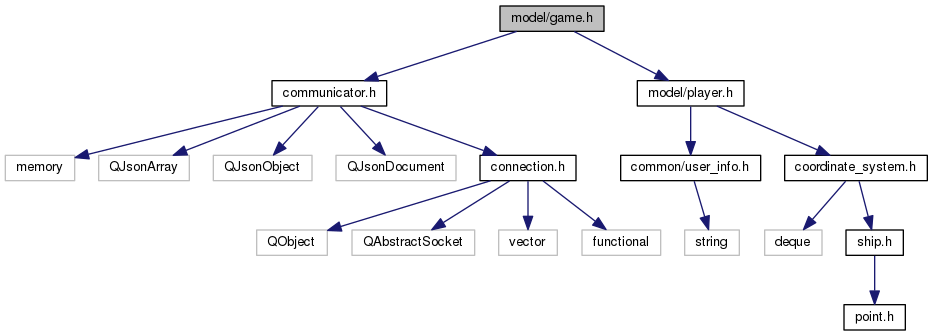 model/game.h
communicator.h
model/player.h
memory
QJsonArray
QJsonObject
QJsonDocument
connection.h
common/user_info.h
coordinate_system.h
QObject
QAbstractSocket
vector
functional
string
deque
ship.h
point.h